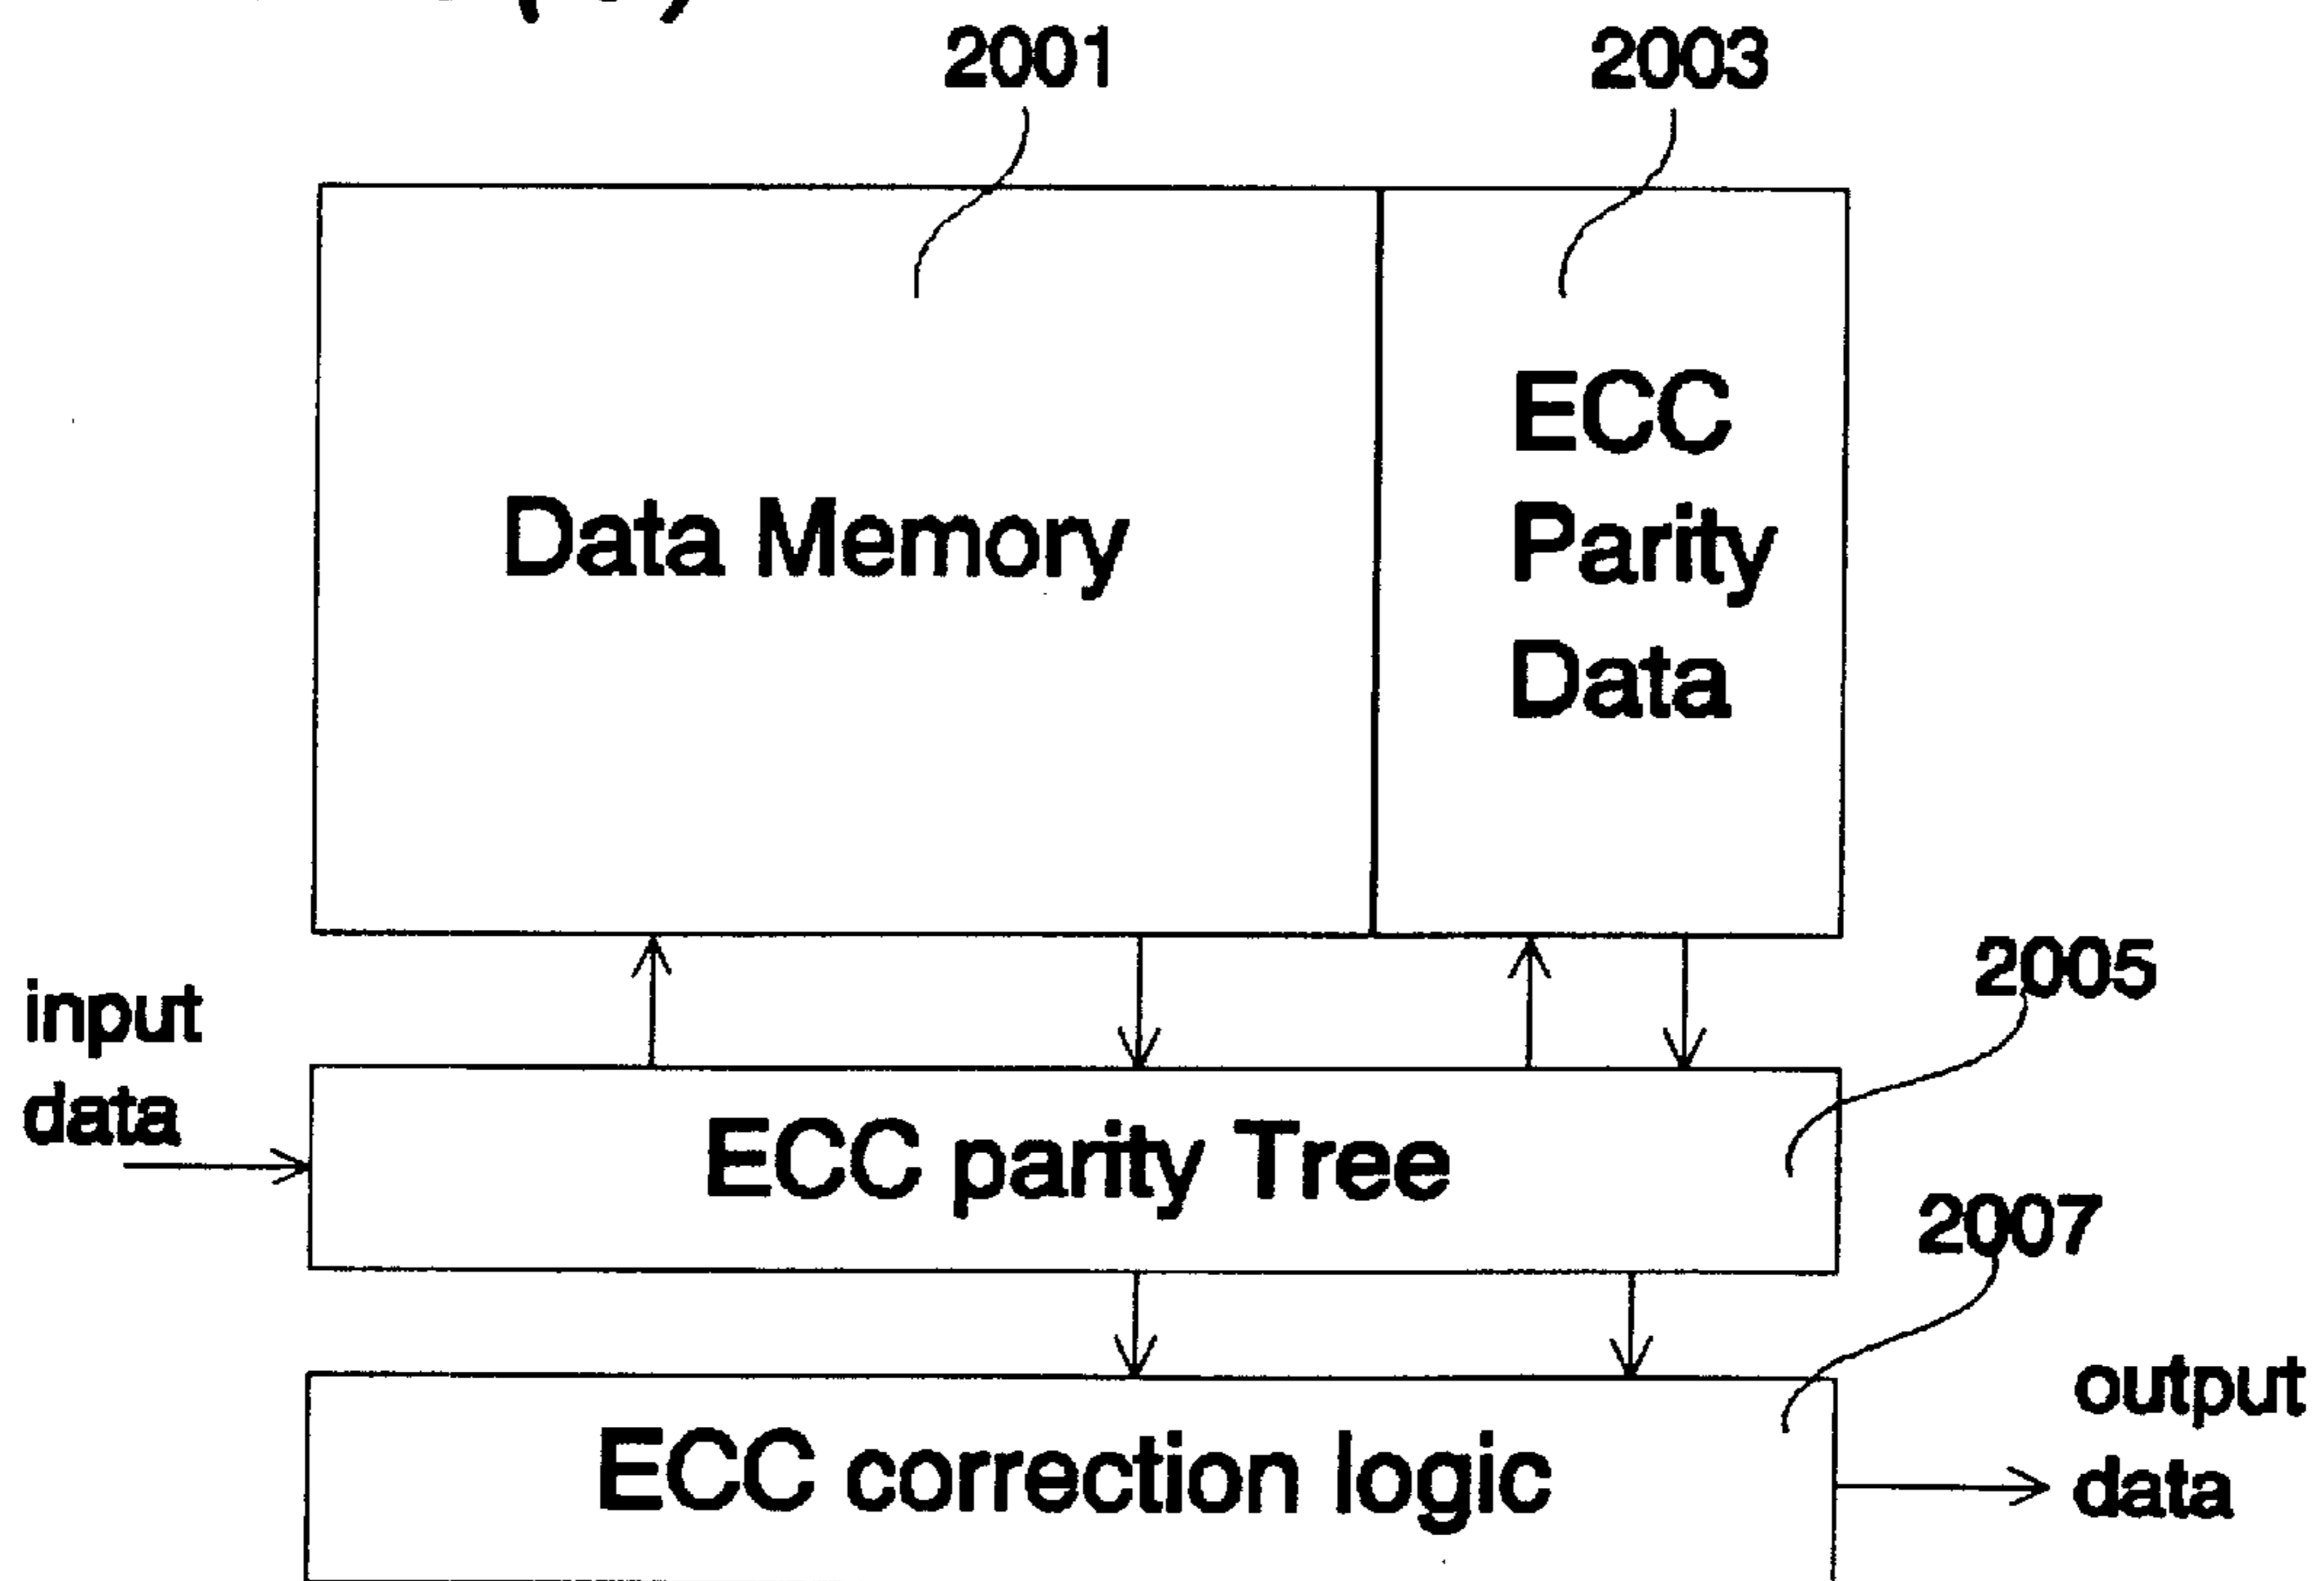 2001
2003
ECC
Parity
Data
Data Memory
2005
input
data
ECC parity Tree
2007
ECC correction logic
output
data